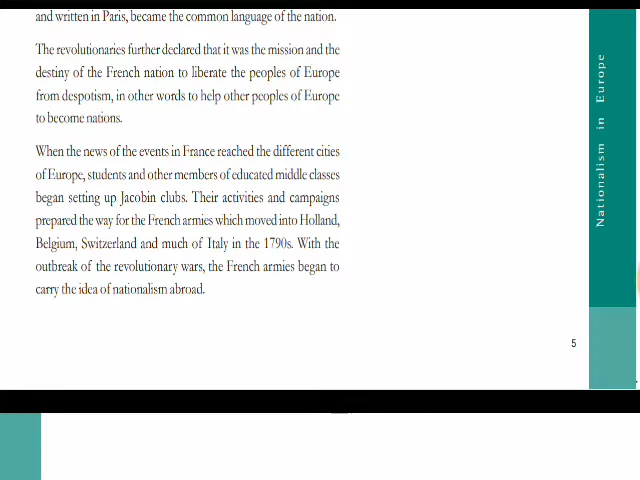 and written in Paris, became the common language of the nation.
The revolutionaries further declared that it was the mission and the
destiny of the French nation to liberate the peoples of Europe
from despotism, in other words to help other peoples of Europe
to become nations.
When the news of the events in France reached the different cities
of Europe, students and other members of educated middle classes
began setting up Jacobin clubs. Their activities and campaigns
prepared the way for the French armies which moved into Holland,
Belgium, Switzerland and much of Italy in the 1790s. With the
outbreak of the revolutionary wars, the French armies began to
carry the idea of nationalism abroad.
Nationalism in Europe
5